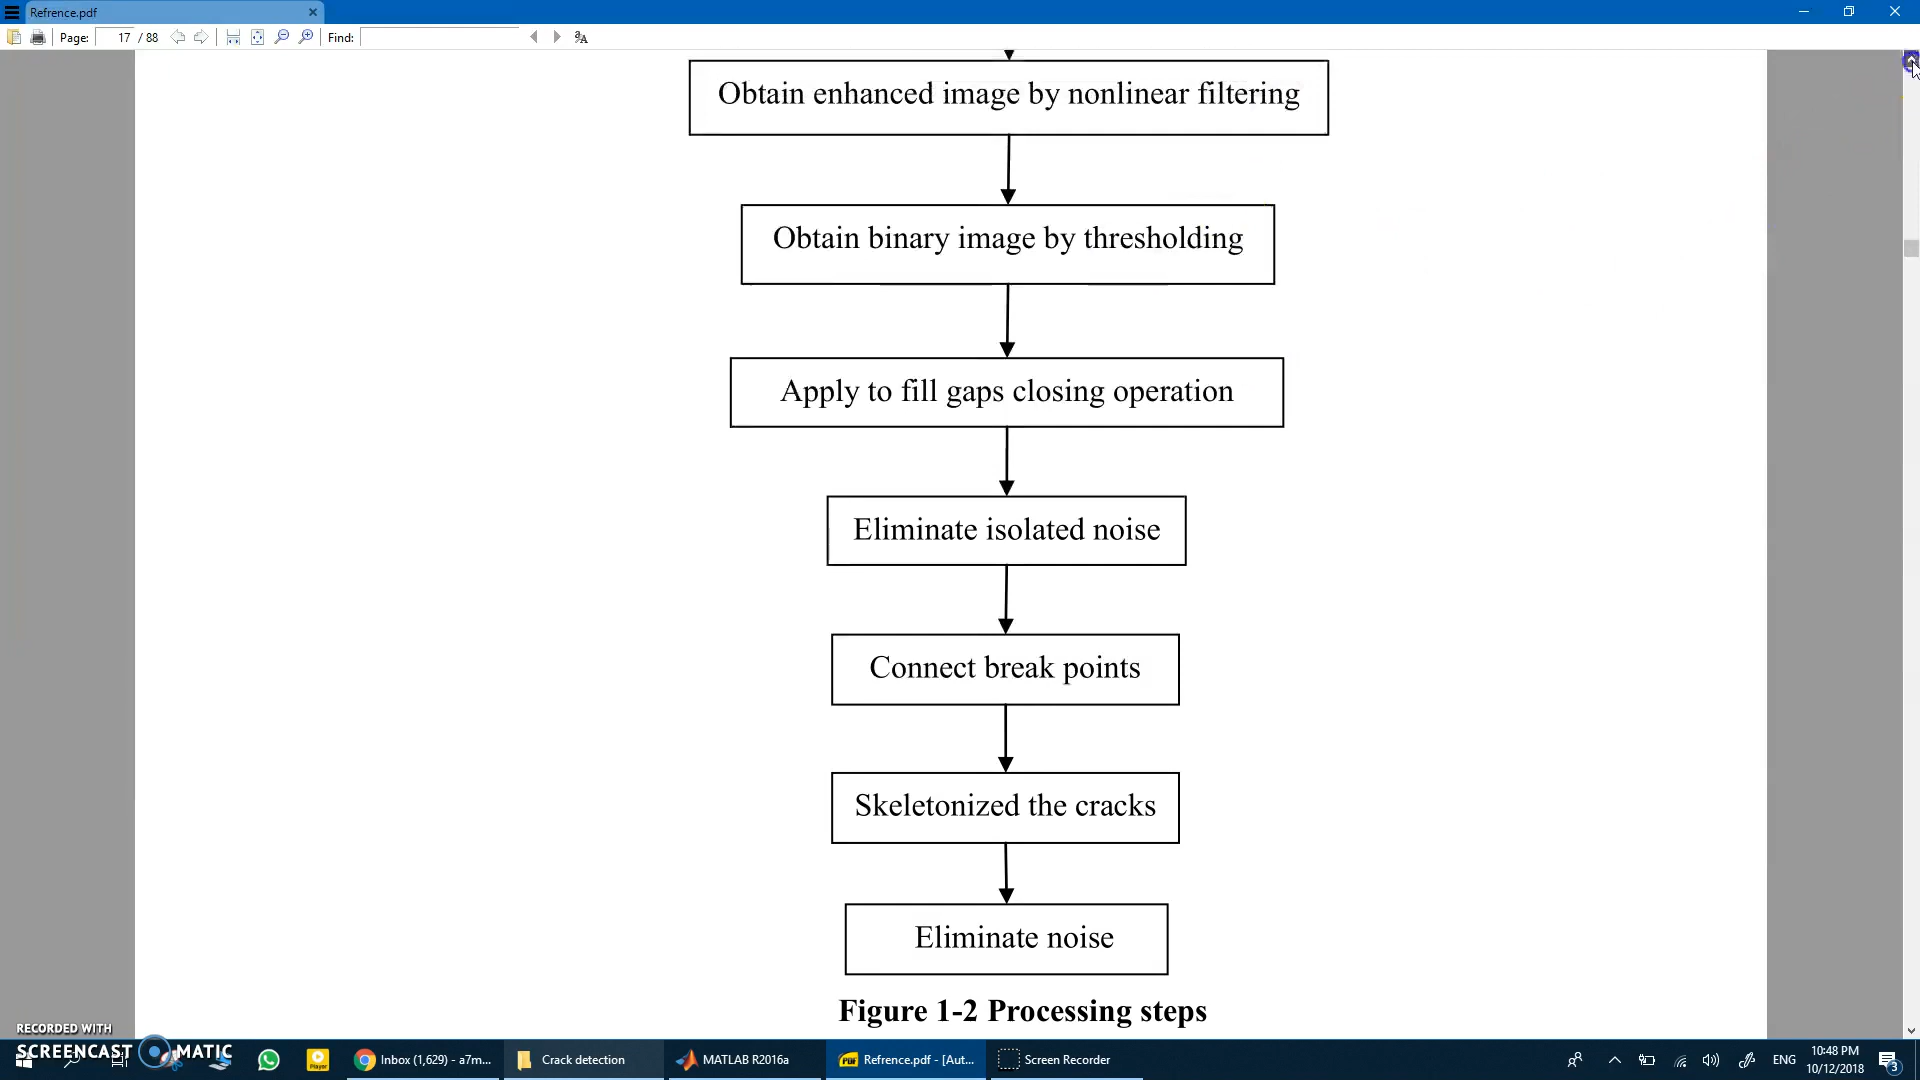 Refrence.pdf
Page: 17 / 88 Find:
Obtain enhanced image by nonlinear filtering
Obtain binary image by thresholding
Apply to fill gaps closing operation
Eliminate isolated noise
Connect break points
Skeletonized the cracks
Eliminate noise
Figure 1-2 Processing steps
RECORDED WITH
SCREENCAST MATIC
Player
Inbox (1,629) - a7m...
Crack detection
MATLAB R2016a
PDF
Refrence.pdf - [Aut...
Screen Recorder
ENG
10:48 PM
10/12/2018
3